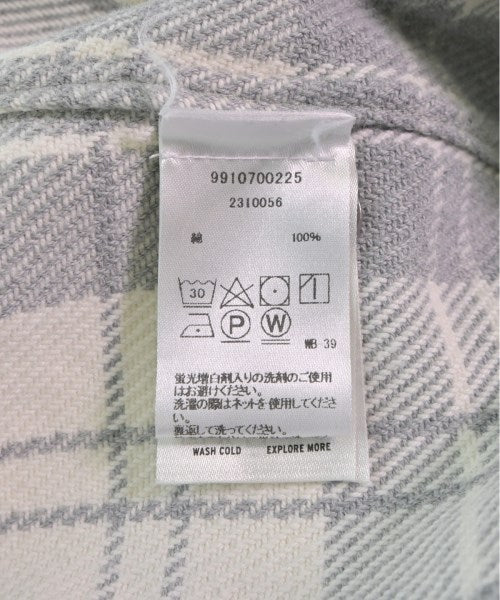 9910700225
2310056
綿 100%
30
P W WB 39
蛍光増白剤入りの洗剤のご使用
はお避けください。
洗濯の際はネットを使用してくださ
い。
裏返して洗ってください。
WASH COLD EXPLORE MORE